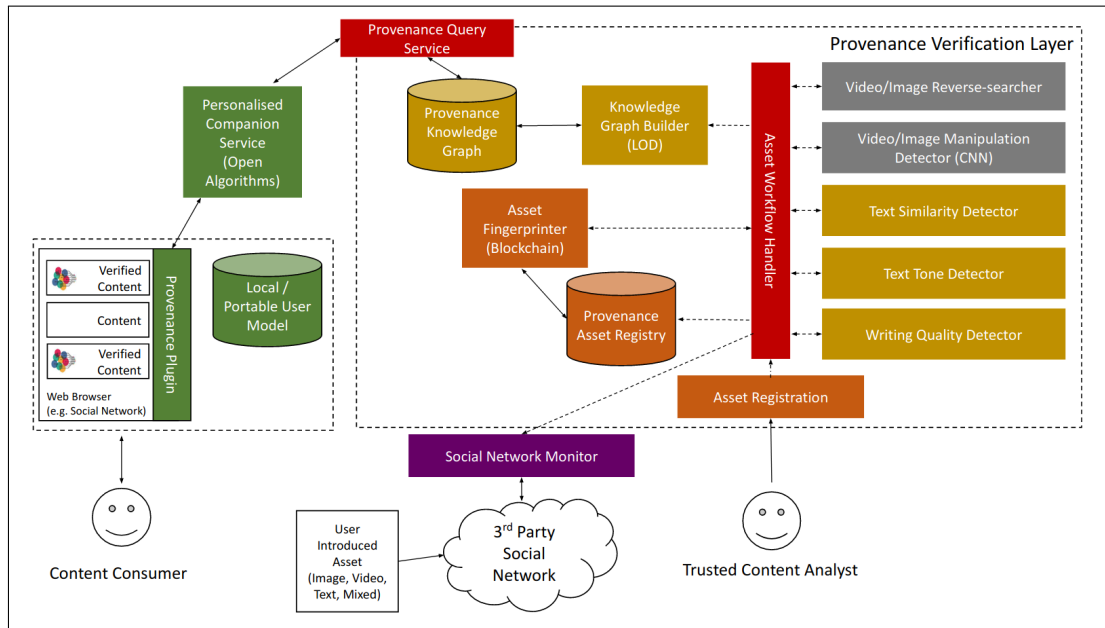 Provenance Query
Service
Provenance Verification Layer
Personalised
Companion
Service
(Open
Algorithms)
Provenance
Knowledge
Graph
Knowledge
Graph Builder
(LOD)
Asset Workflow Handler
Video/Image Reverse-searcher
Video/Image Manipulation
Detector (CNN)
Text Similarity Detector
Text Tone Detector
Writing Quality Detector
Asset
Fingerprinter
(Blockchain)
Provenance
Asset Registry
Asset Registration
Verified
Content
Content
Verified
Content
Web Browser
(e.g. Social Network)
Provenance Plugin
Local /
Portable User
Model
Social Network Monitor
User
Introduced
Asset
(Image, Video,
Text, Mixed)
3rd Party
Social
Network
Content Consumer
Trusted Content Analyst